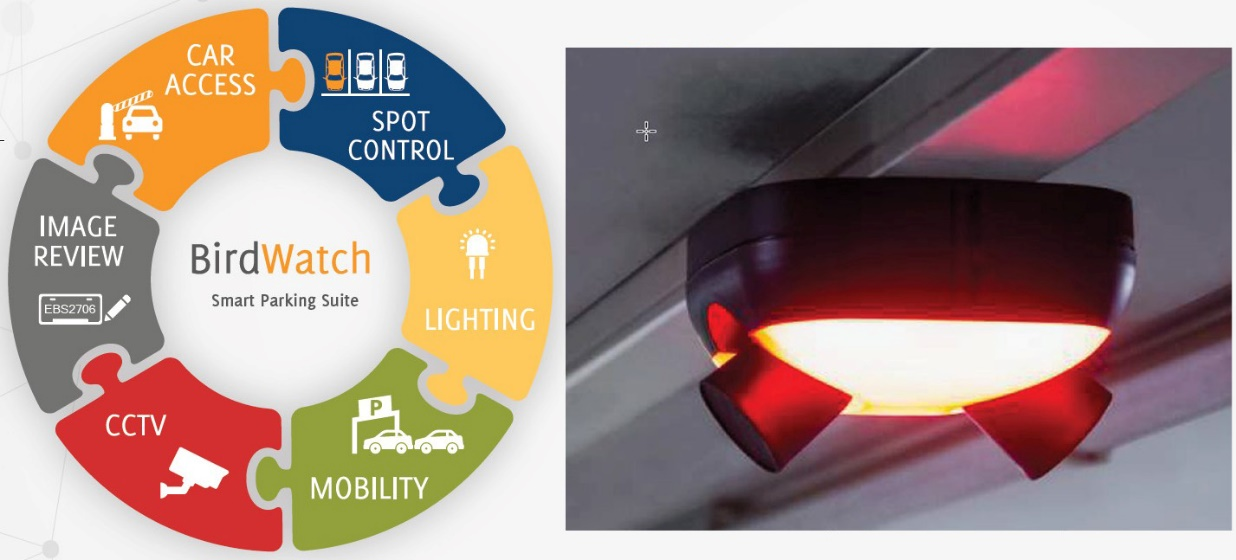 CAR
ACCESS
SPOT
CONTROL
IMAGE
REVIEW
EBS2706
BirdWatch
Smart Parking Suite
LIGHTING
CCTV
P
MOBILITY